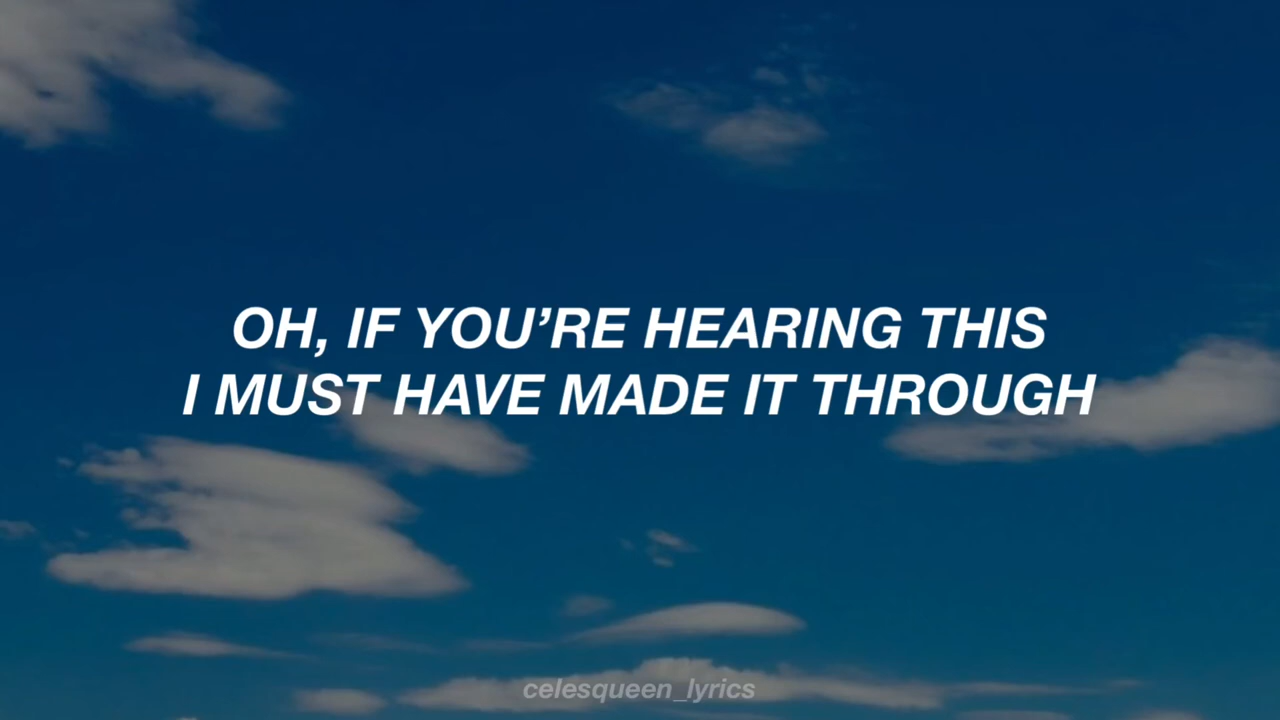 OH, IF YOU’RE HEARING THIS
I MUST HAVE MADE IT THROUGH
celesqueen_lyrics